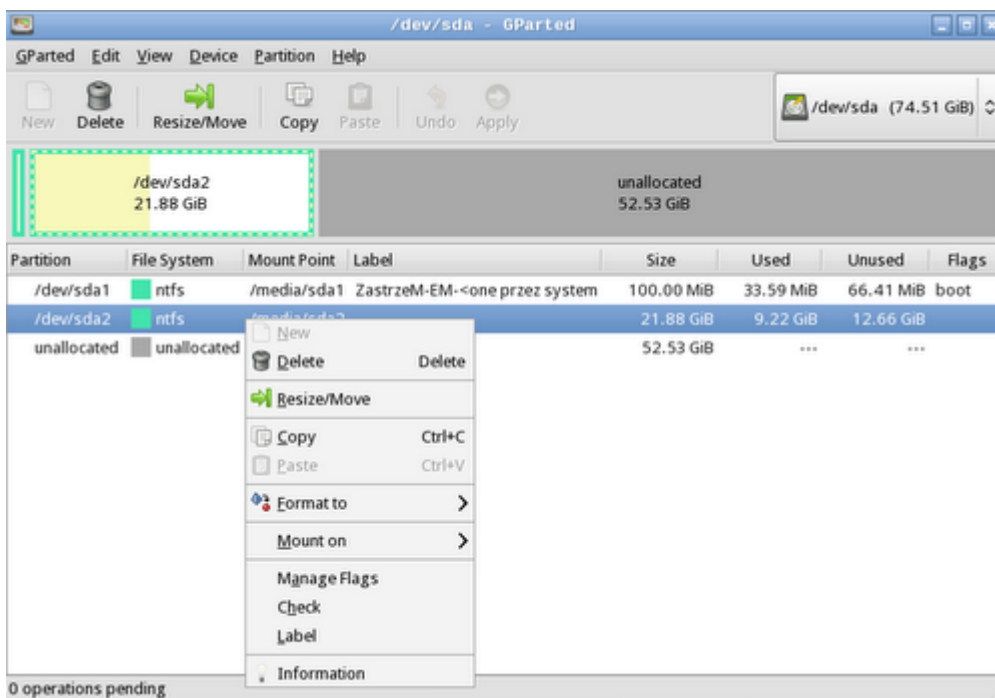 /dev/sda - GParted
GParted Edit View Device Partition Help
New Delete Resize/Move Copy Paste Undo Apply /dev/sda (74.51 GiB)
/dev/sda2 unallocated
21.88 GiB 52.53 GiB
Partition File System Mount Point Label Size Used Unused Flags
/dev/sda1 ntfs /media/sda1 ZastrzeM-EM-<one przez system 100.00 MiB 33.59 MiB 66.41 MiB boot
/dev/sda2 ntfs /media/sda2 21.88 GiB 9.22 GiB 12.66 GiB
unallocated unallocated 52.53 GiB --- ---
New
Delete Delete
Resize/Move
Copy Ctrl+C
Paste Ctrl+V
Format to
Mount on
Manage Flags
Check
Label
Information
0 operations pending